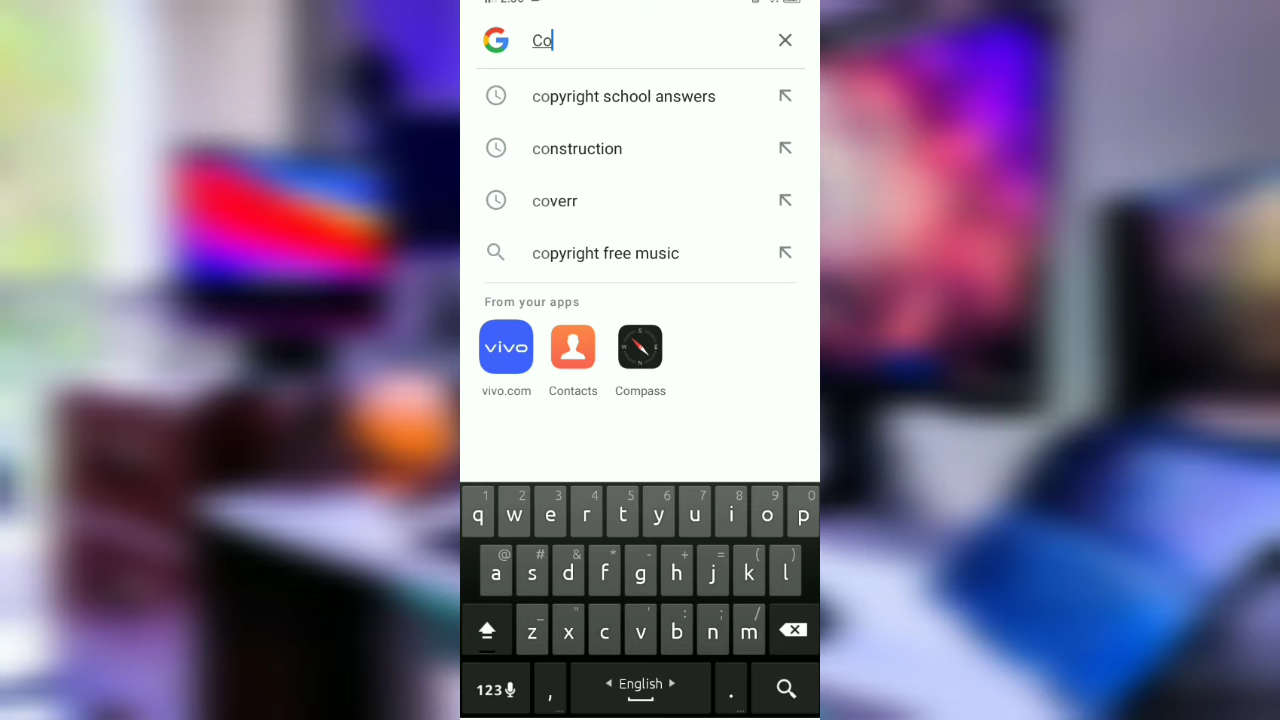 Co
copyright school answers
construction
coverr
copyright free music
From your apps
vivo
vivo.com Contacts Compass
1 2 3 4 5 6 7 8 9 0
q w e r t y u i o p
@ # & * - + = ( )
a s d f g h j k l
_ " ' : ; /
z x c v b n m
123 , English .